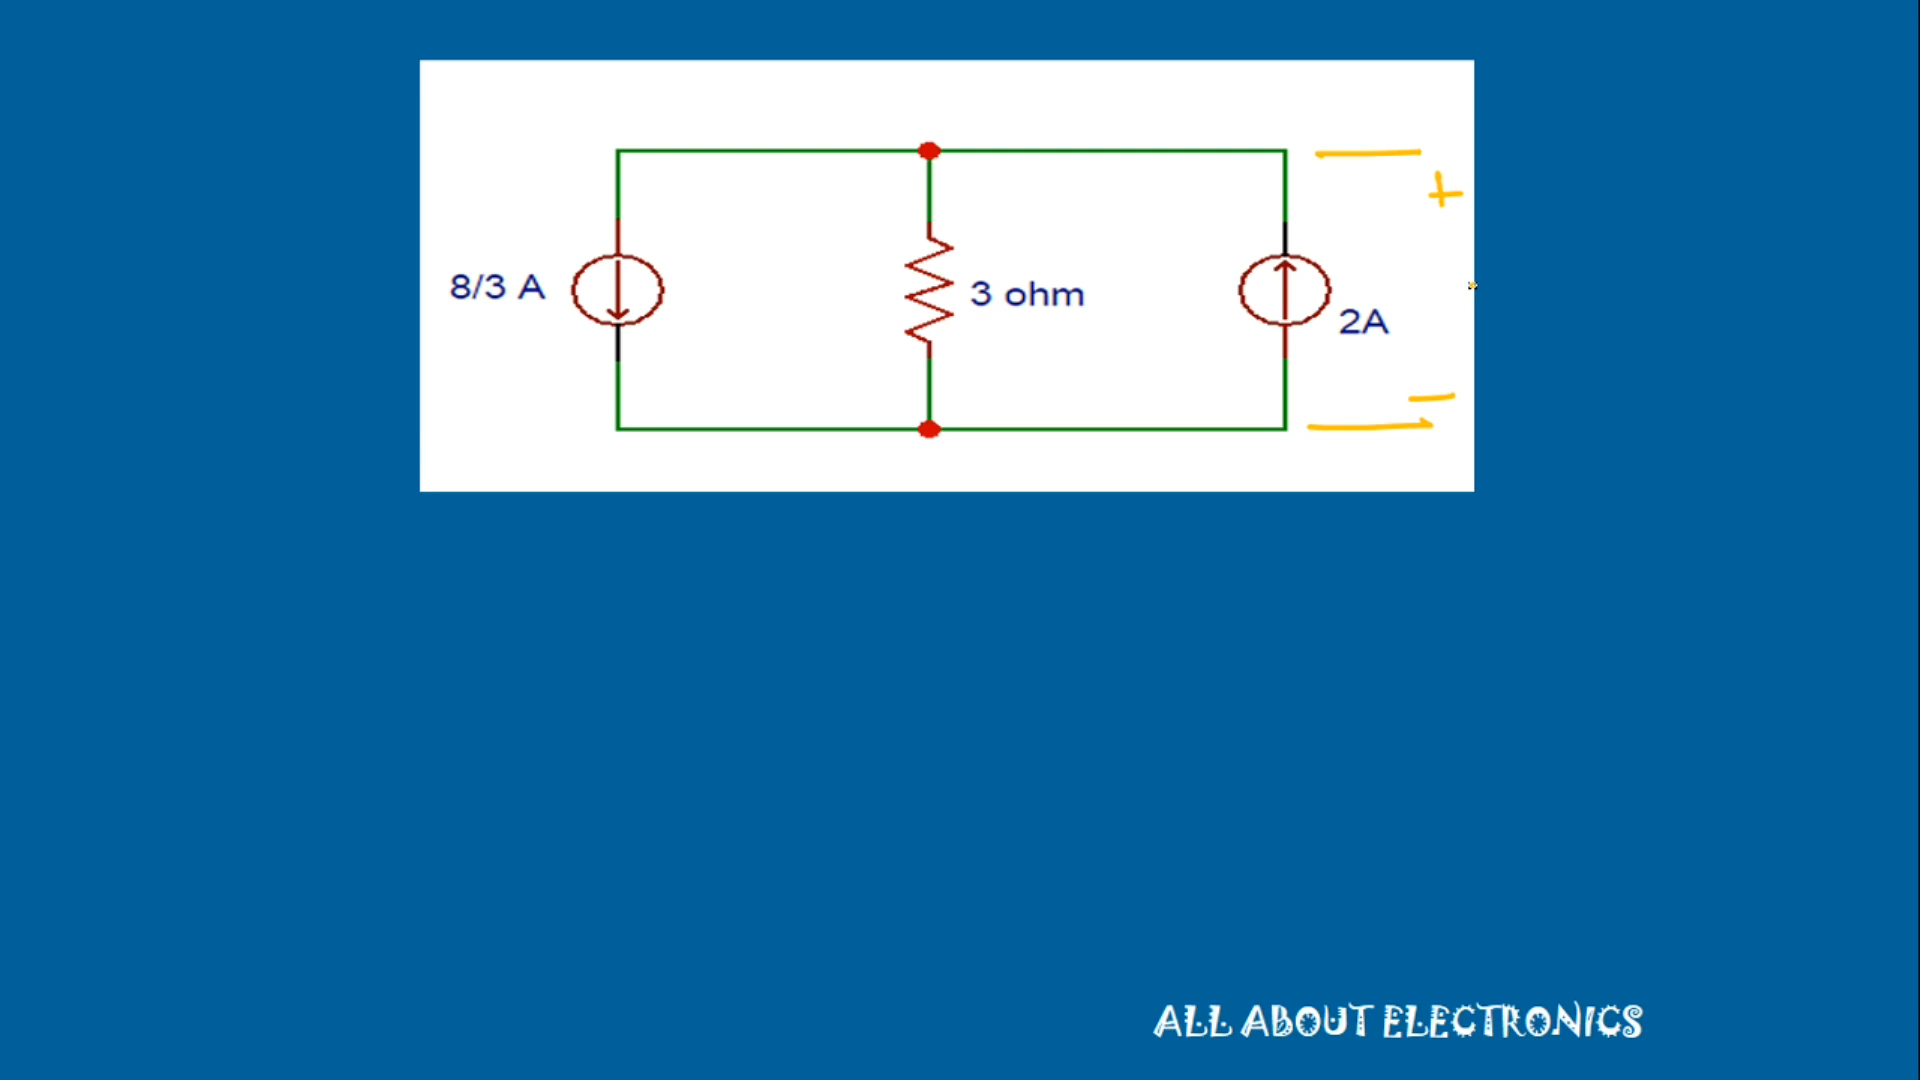 +
8/3 A
3 ohm
2A
-
ALL ABOUT ELECTRONICS